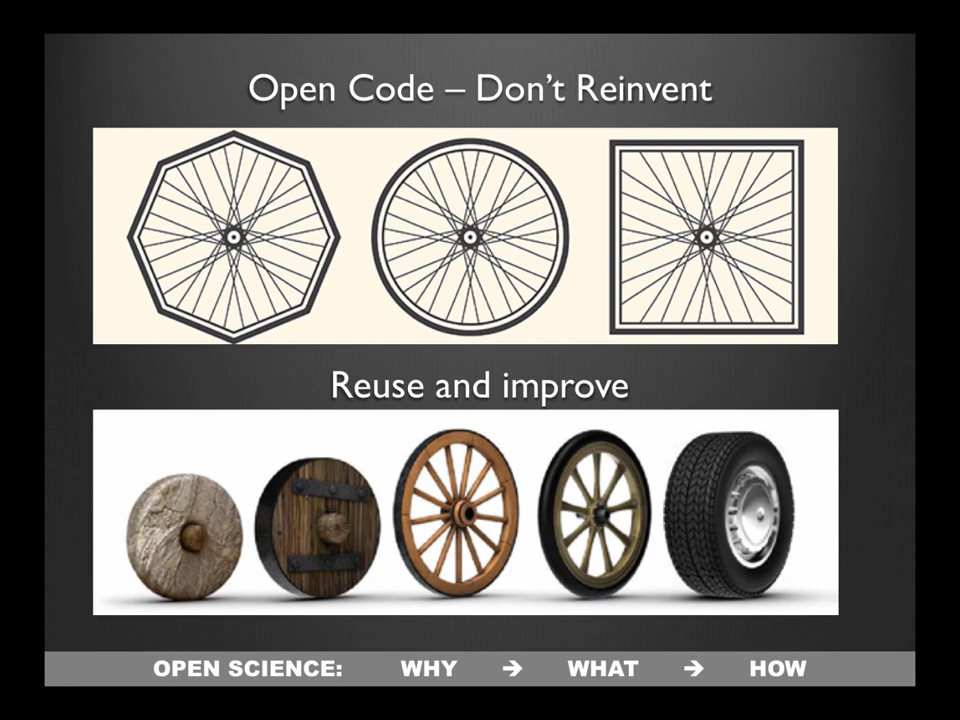 Open Code – Don’t Reinvent
Reuse and improve
OPEN SCIENCE: WHY → WHAT → HOW